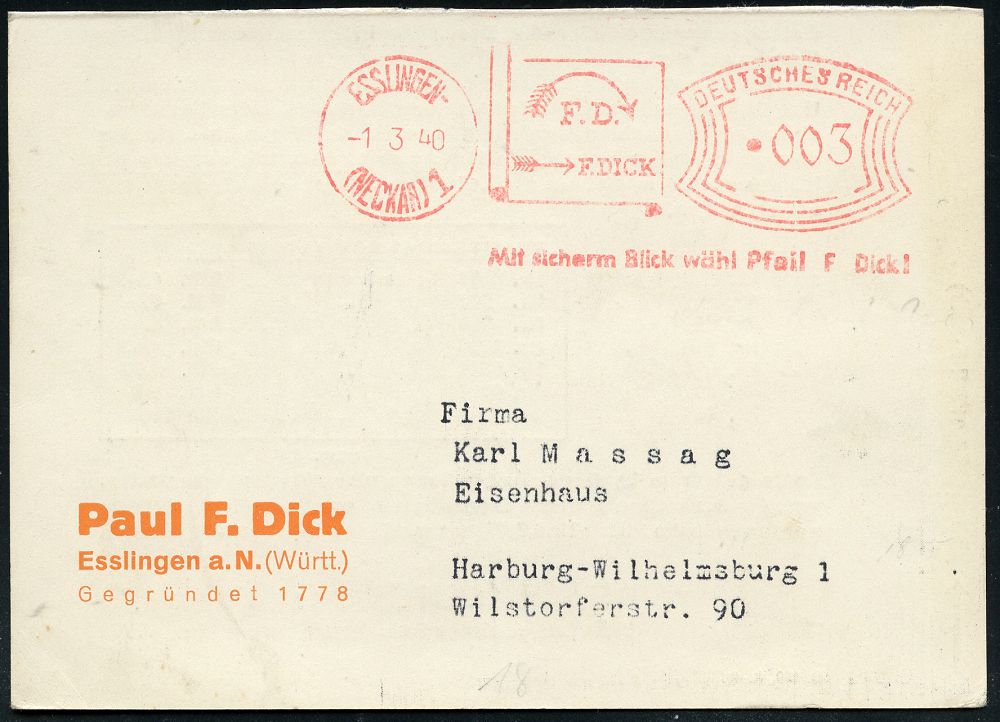 ESSLINGEN-
-1 3 40
(NECKAR) 1
F. D.
F. DICK
DEUTSCHES REICH
003
Mit sicherm Blick wähl Pfeil F Dick!
Firma
Karl M a s s a g
Eisenhaus
Harburg-Wilhelmsburg 1
Wilstorferstr. 90
Paul F. Dick
Esslingen a. N. (Württ.)
Gegründet 1778
18